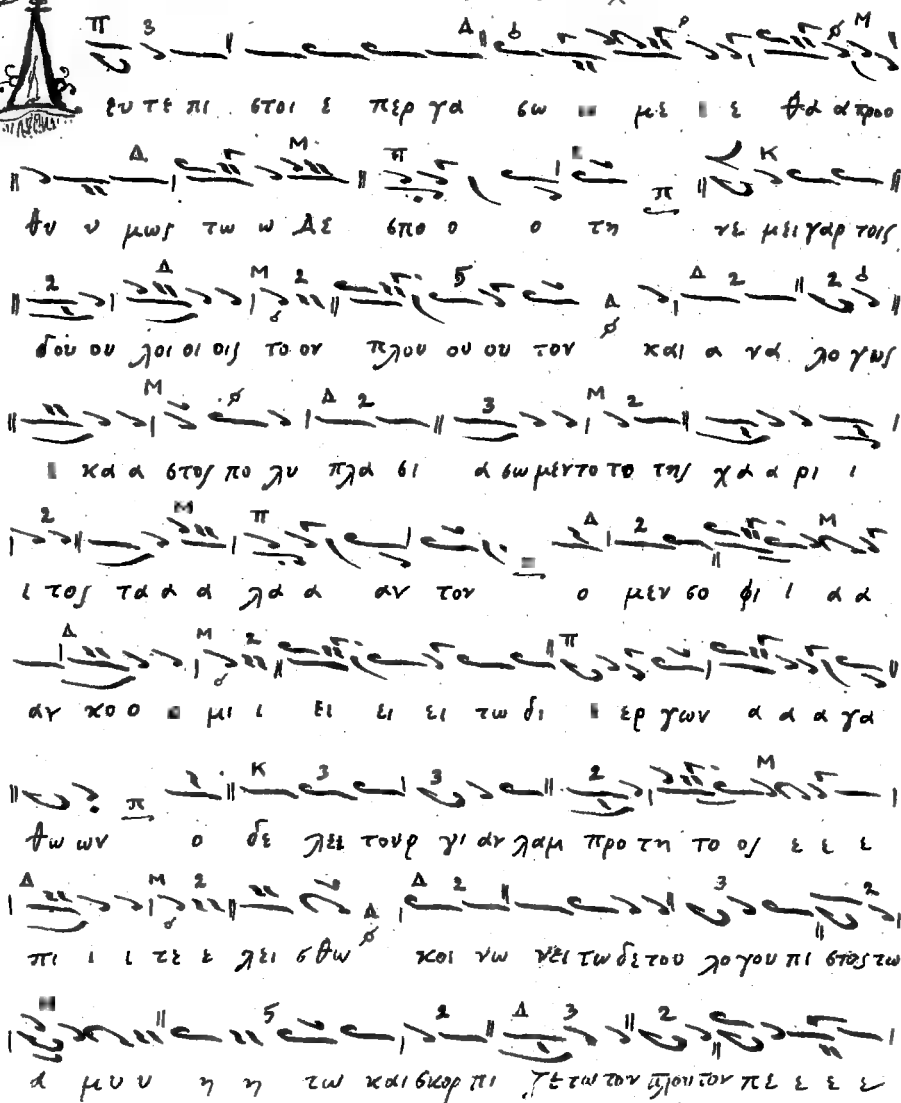 ευ τε πι στοι ε περ γα σω με ε θα α προο
θυ υ μως τω ω Δε σπο ο ο τη νε μει γαρ τοις
δου ου λοι οι οις το ον πλου ου ου τον και α να λο γως
κα α στος πο λυ πλα σι α σω μεν το το της χα α ρι ι
ι τος τα α α λα α αν τον ο μεν σο φι ι α α
αν κο ο μι ι ει ει ει τω δι ερ γων α α α γα
θω ων ο δε λει τουρ γι αν λαμ προ τη το ος ε ε ε
πι ι ι τε ε λει σθω κοι νω νει τω δε του λο γου πι στος τω
α μυ υ η η τω και σκορ πι ζε τω τον πλου τον πε ε ε ε